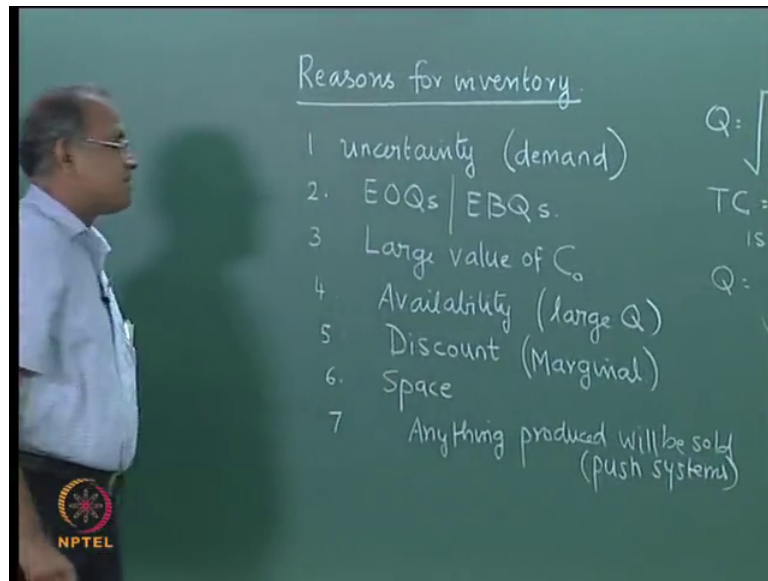 Reasons for inventory.
1 uncertainty (demand)
2. EOQs | EBQs.
3 Large value of C₀
4 Availability (large Q)
5 Discount (Marginal)
6. Space
7 Anything produced will be sold
(push systems)
Q = √
TC =
is
Q =
NPTEL